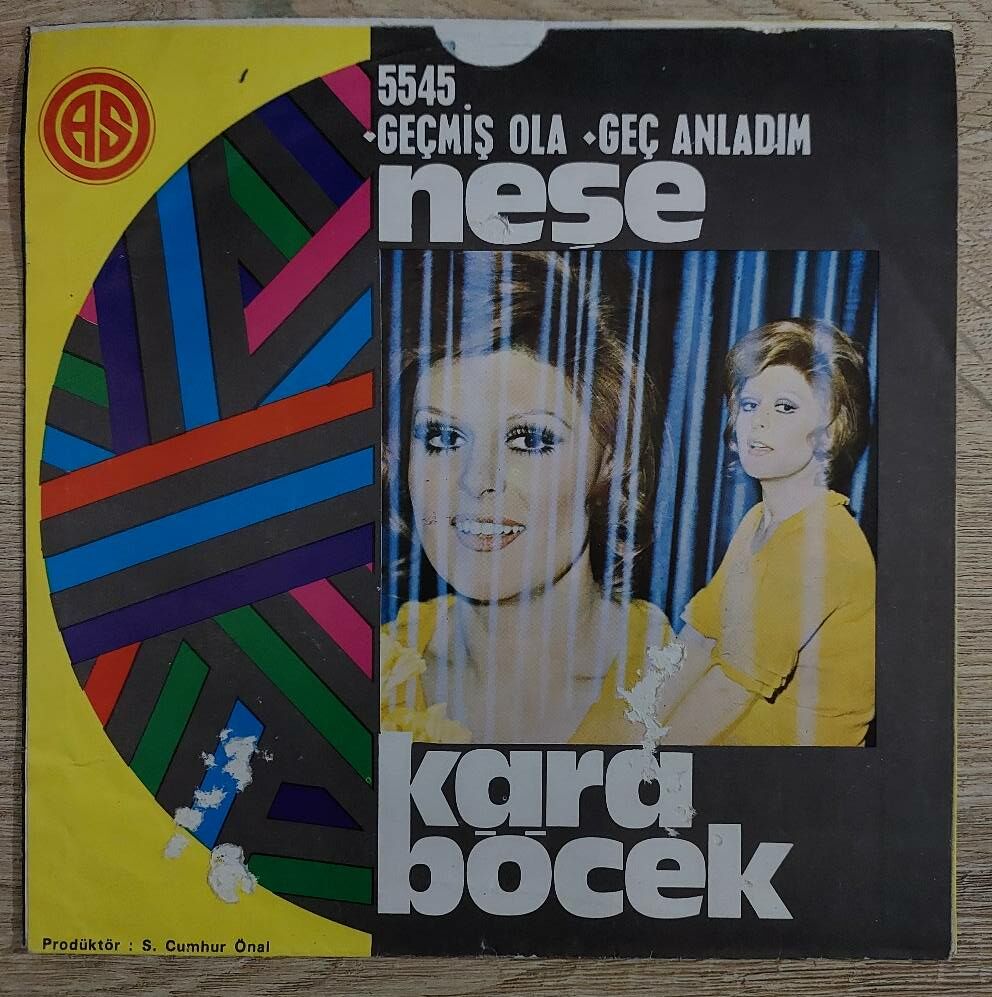 AS
5545
•GEÇMİŞ OLA •GEÇ ANLADIM
neşe
kara
böcek
Prodüktör : S. Cumhur Önal